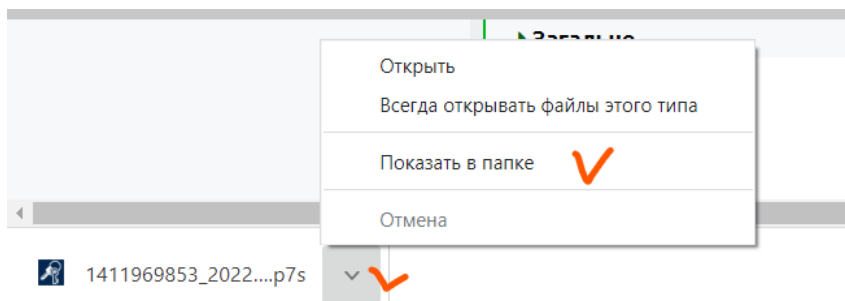 Открыть
Всегда открывать файлы этого типа
Показать в папке
Отмена
1411969853_2022....p7s